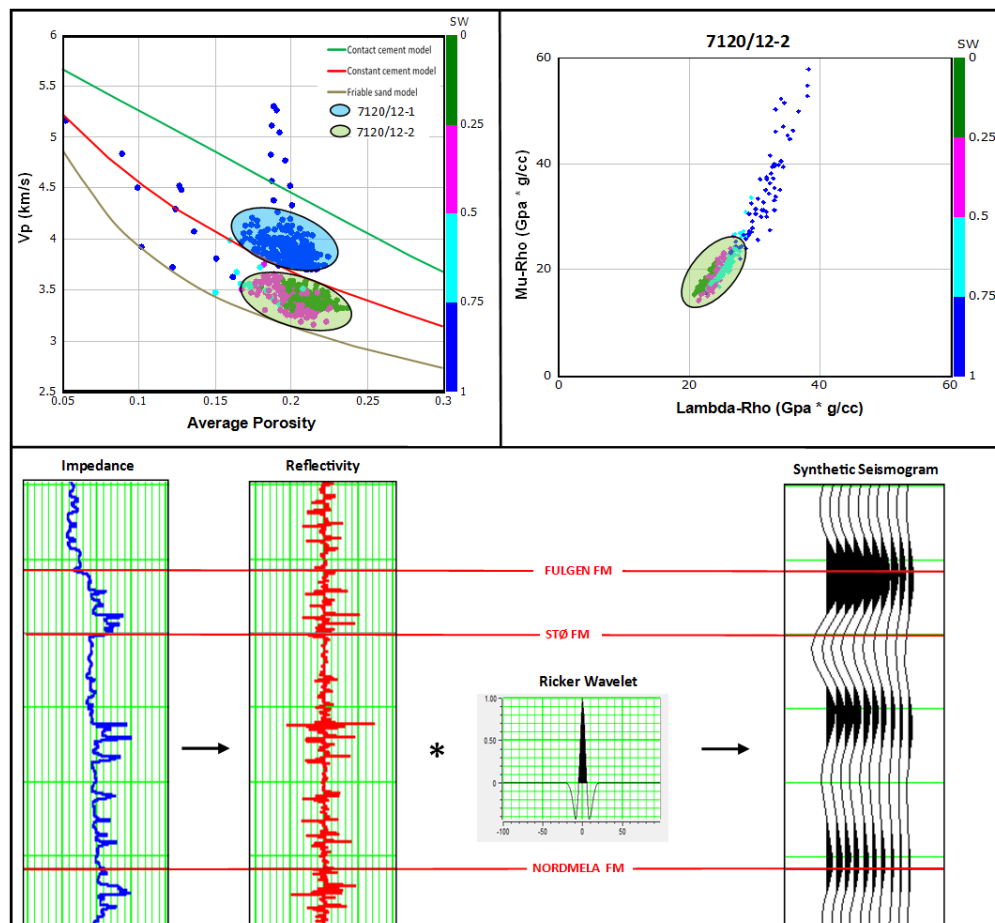 SW
6
5.5
5
4.5
4
3.5
3
2.5
0.05
0.1
0.15
0.2
0.25
0.3
Vp (km/s)
Average Porosity
Contact cement model
Constant cement model
Friable sand model
7120/12-1
7120/12-2
0
0.25
0.5
0.75
1
7120/12-2
SW
60
40
20
0
0
20
40
60
Mu-Rho (Gpa * g/cc)
Lambda-Rho (Gpa * g/cc)
0
0.25
0.5
0.75
1
Impedance
Reflectivity
Synthetic Seismogram
FULGEN FM
STØ FM
Ricker Wavelet
1.00
0.50
0
-100
-50
0
50
*
NORDMELA FM